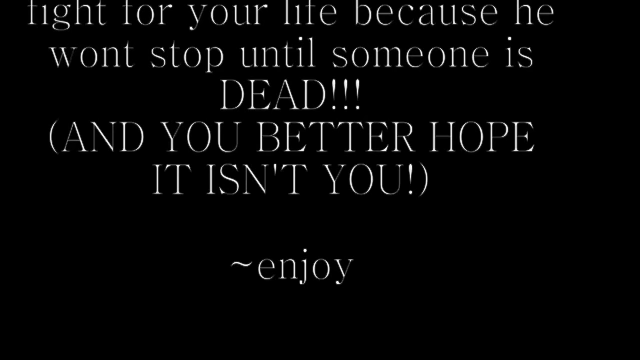 fight for your life because he
wont stop until someone is
DEAD!!!
(AND YOU BETTER HOPE
IT ISN'T YOU!)
~enjoy